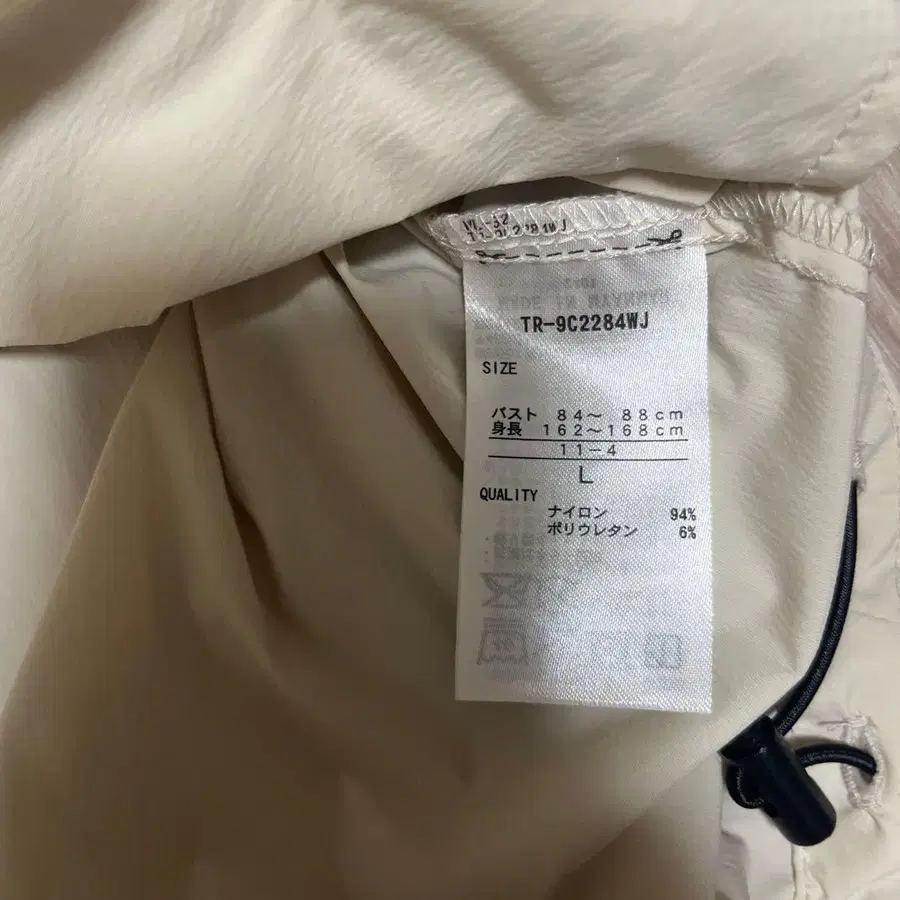 TR-9C2284WJ
SIZE
バスト 84～ 88cm
身長 162～168cm
11-4
L
QUALITY
ナイロン 94%
ポリウレタン 6%